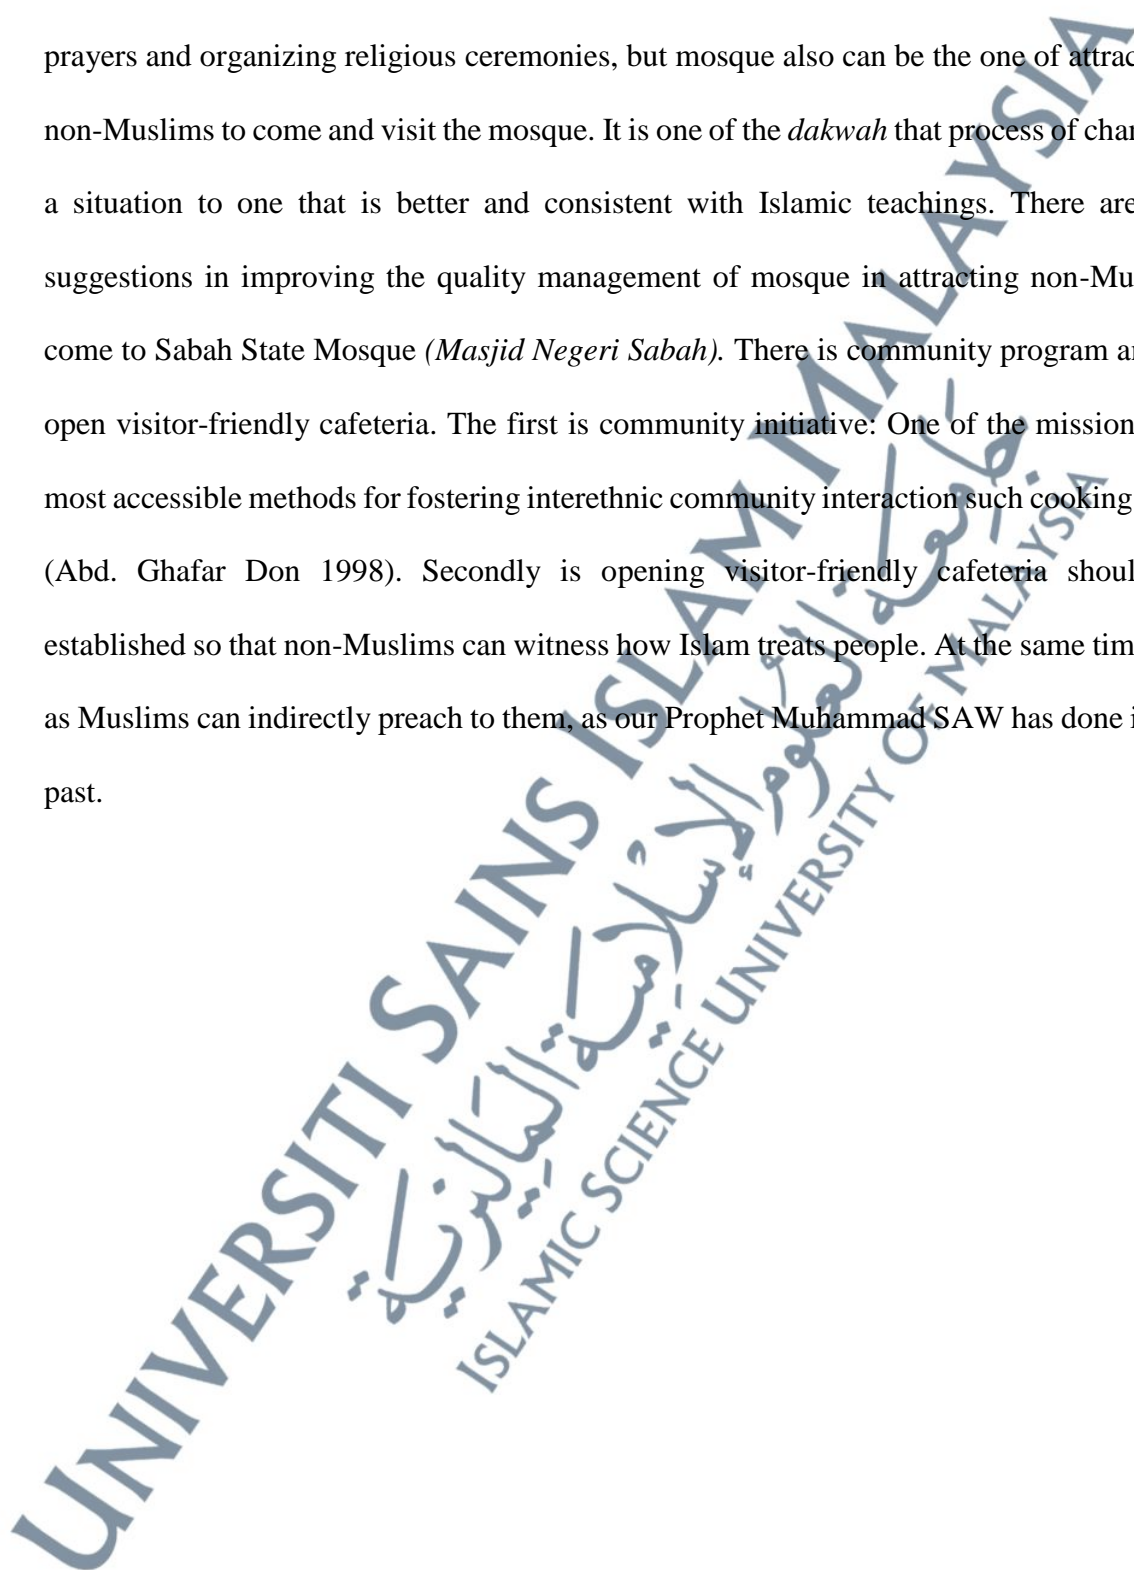 prayers and organizing religious ceremonies, but mosque also can be the one of attrac
non-Muslims to come and visit the mosque. It is one of the dakwah that process of chan
a situation to one that is better and consistent with Islamic teachings. There are
suggestions in improving the quality management of mosque in attracting non-Mu
come to Sabah State Mosque (Masjid Negeri Sabah). There is community program an
open visitor-friendly cafeteria. The first is community initiative: One of the mission
most accessible methods for fostering interethnic community interaction such cooking
(Abd. Ghafar Don 1998). Secondly is opening visitor-friendly cafeteria shoul
established so that non-Muslims can witness how Islam treats people. At the same tim
as Muslims can indirectly preach to them, as our Prophet Muhammad SAW has done i
past.
UNIVERSITI SAINS ISLAM MALAYSIA
جامعة العلوم الإسلامية الماليزية
ISLAMIC SCIENCE UNIVERSITY OF MALAYSIA